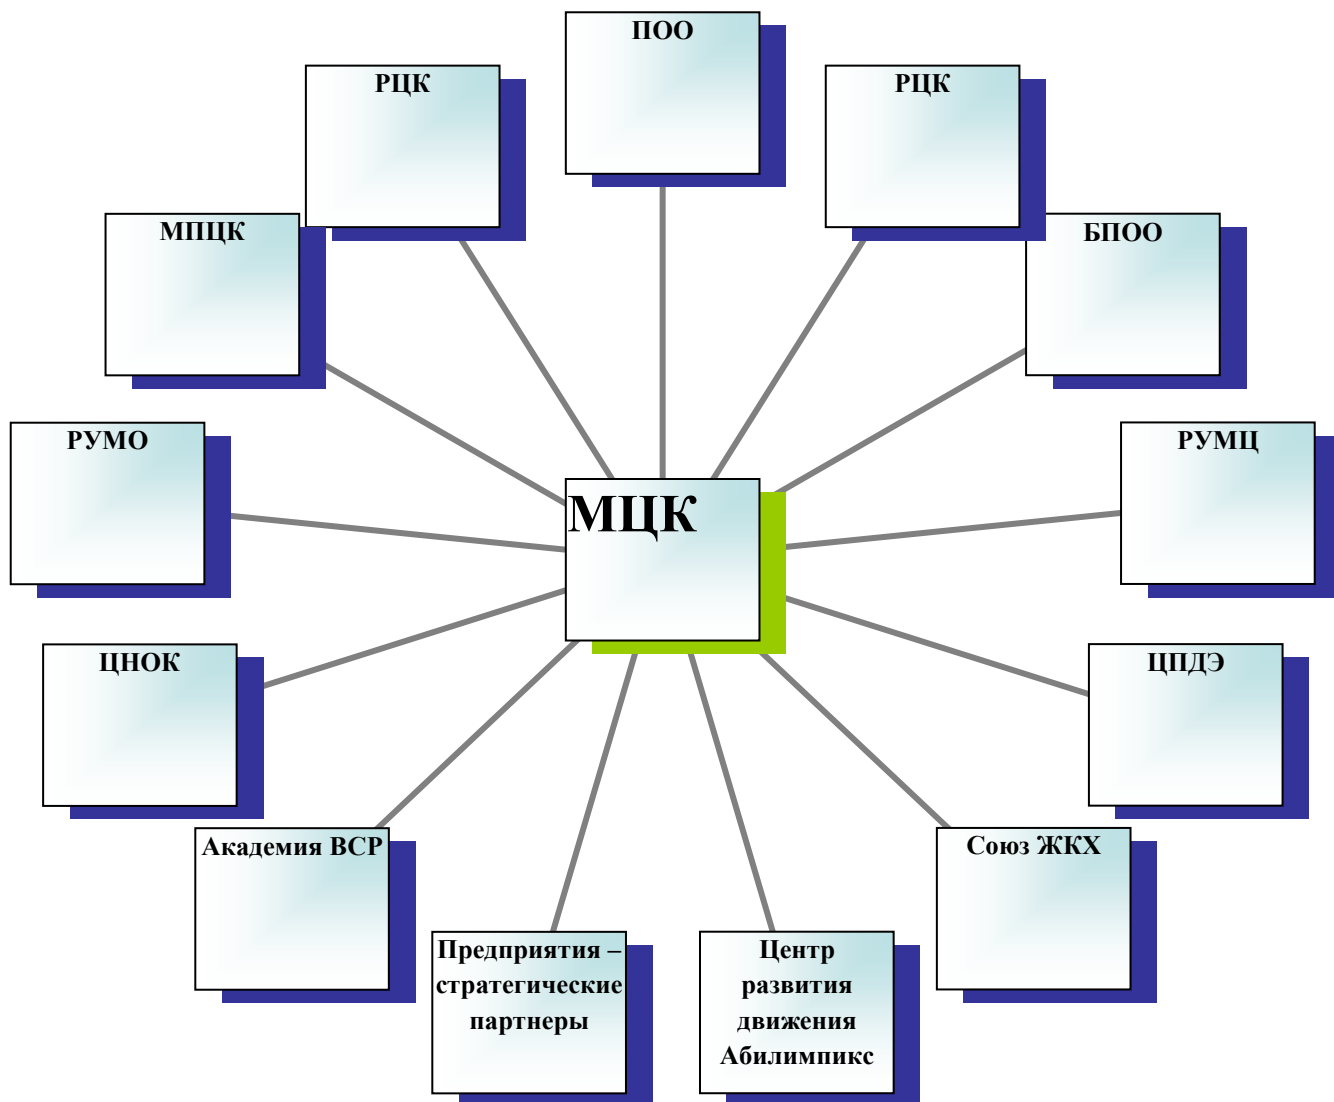 ПОО
РЦК
РЦК
МПЦК
БПОО
РУМО
РУМЦ
МЦК
ЦНОК
ЦПДЭ
Академия ВСР
Союз ЖКХ
Предприятия –
стратегические
партнеры
Центр
развития
движения
Абилимпикс